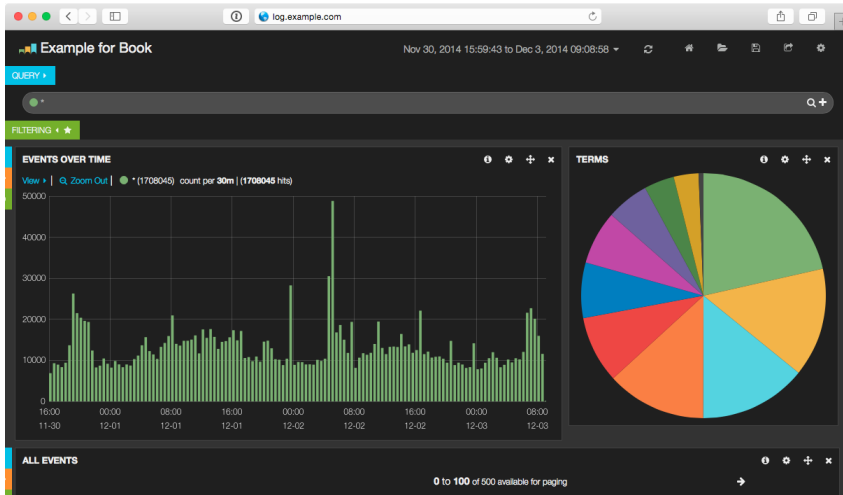 log.example.com
Example for Book
Nov 30, 2014 15:59:43 to Dec 3, 2014 09:08:58
QUERY
*
FILTERING
EVENTS OVER TIME
View | Zoom Out | * (1708045) count per 30m | (1708045 hits)
50000
40000
30000
20000
10000
0
16:00 00:00 08:00 16:00 00:00 08:00 16:00 00:00 08:00
11-30 12-01 12-01 12-01 12-02 12-02 12-02 12-03 12-03
TERMS
ALL EVENTS
0 to 100 of 500 available for paging